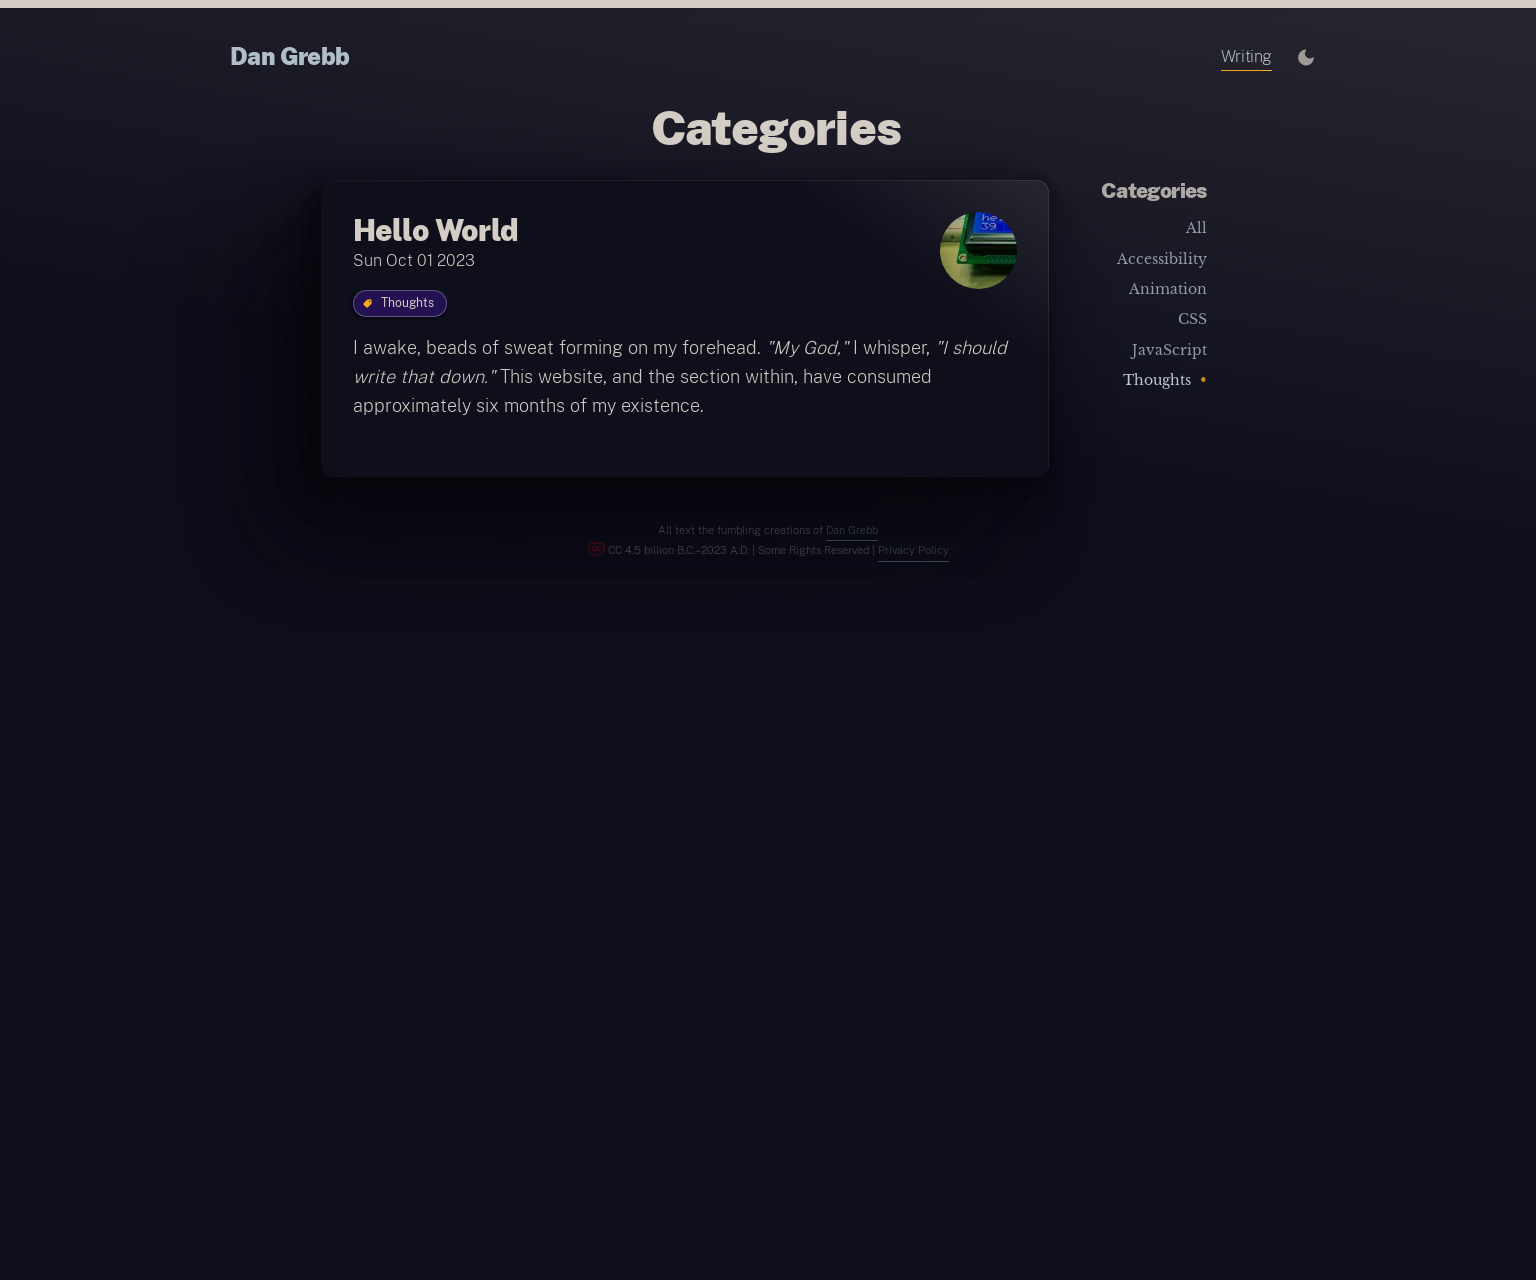 Dan Grebb
Writing
Categories
Hello World
Sun Oct 01 2023
Thoughts
I awake, beads of sweat forming on my forehead. "My God," I whisper, "I should
write that down." This website, and the section within, have consumed
approximately six months of my existence.
Categories
All
Accessibility
Animation
CSS
JavaScript
Thoughts •
All text the fumbling creations of Dan Grebb
CC 4.5 billion B.C.–2023 A.D. | Some Rights Reserved | Privacy Policy